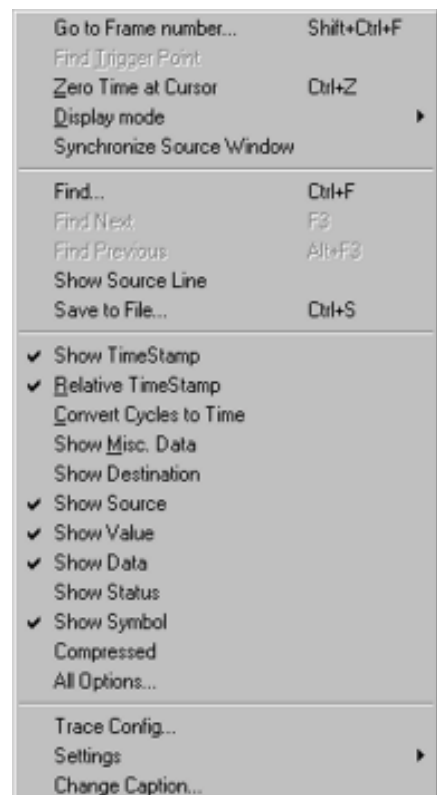 Go to Frame number... Shift+Ctrl+F
Find Trigger Point
Zero Time at Cursor Ctrl+Z
Display mode
Synchronize Source Window
Find... Ctrl+F
Find Next F3
Find Previous Alt+F3
Show Source Line
Save to File... Ctrl+S
Show TimeStamp
Relative TimeStamp
Convert Cycles to Time
Show Misc. Data
Show Destination
Show Source
Show Value
Show Data
Show Status
Show Symbol
Compressed
All Options...
Trace Config...
Settings
Change Caption...